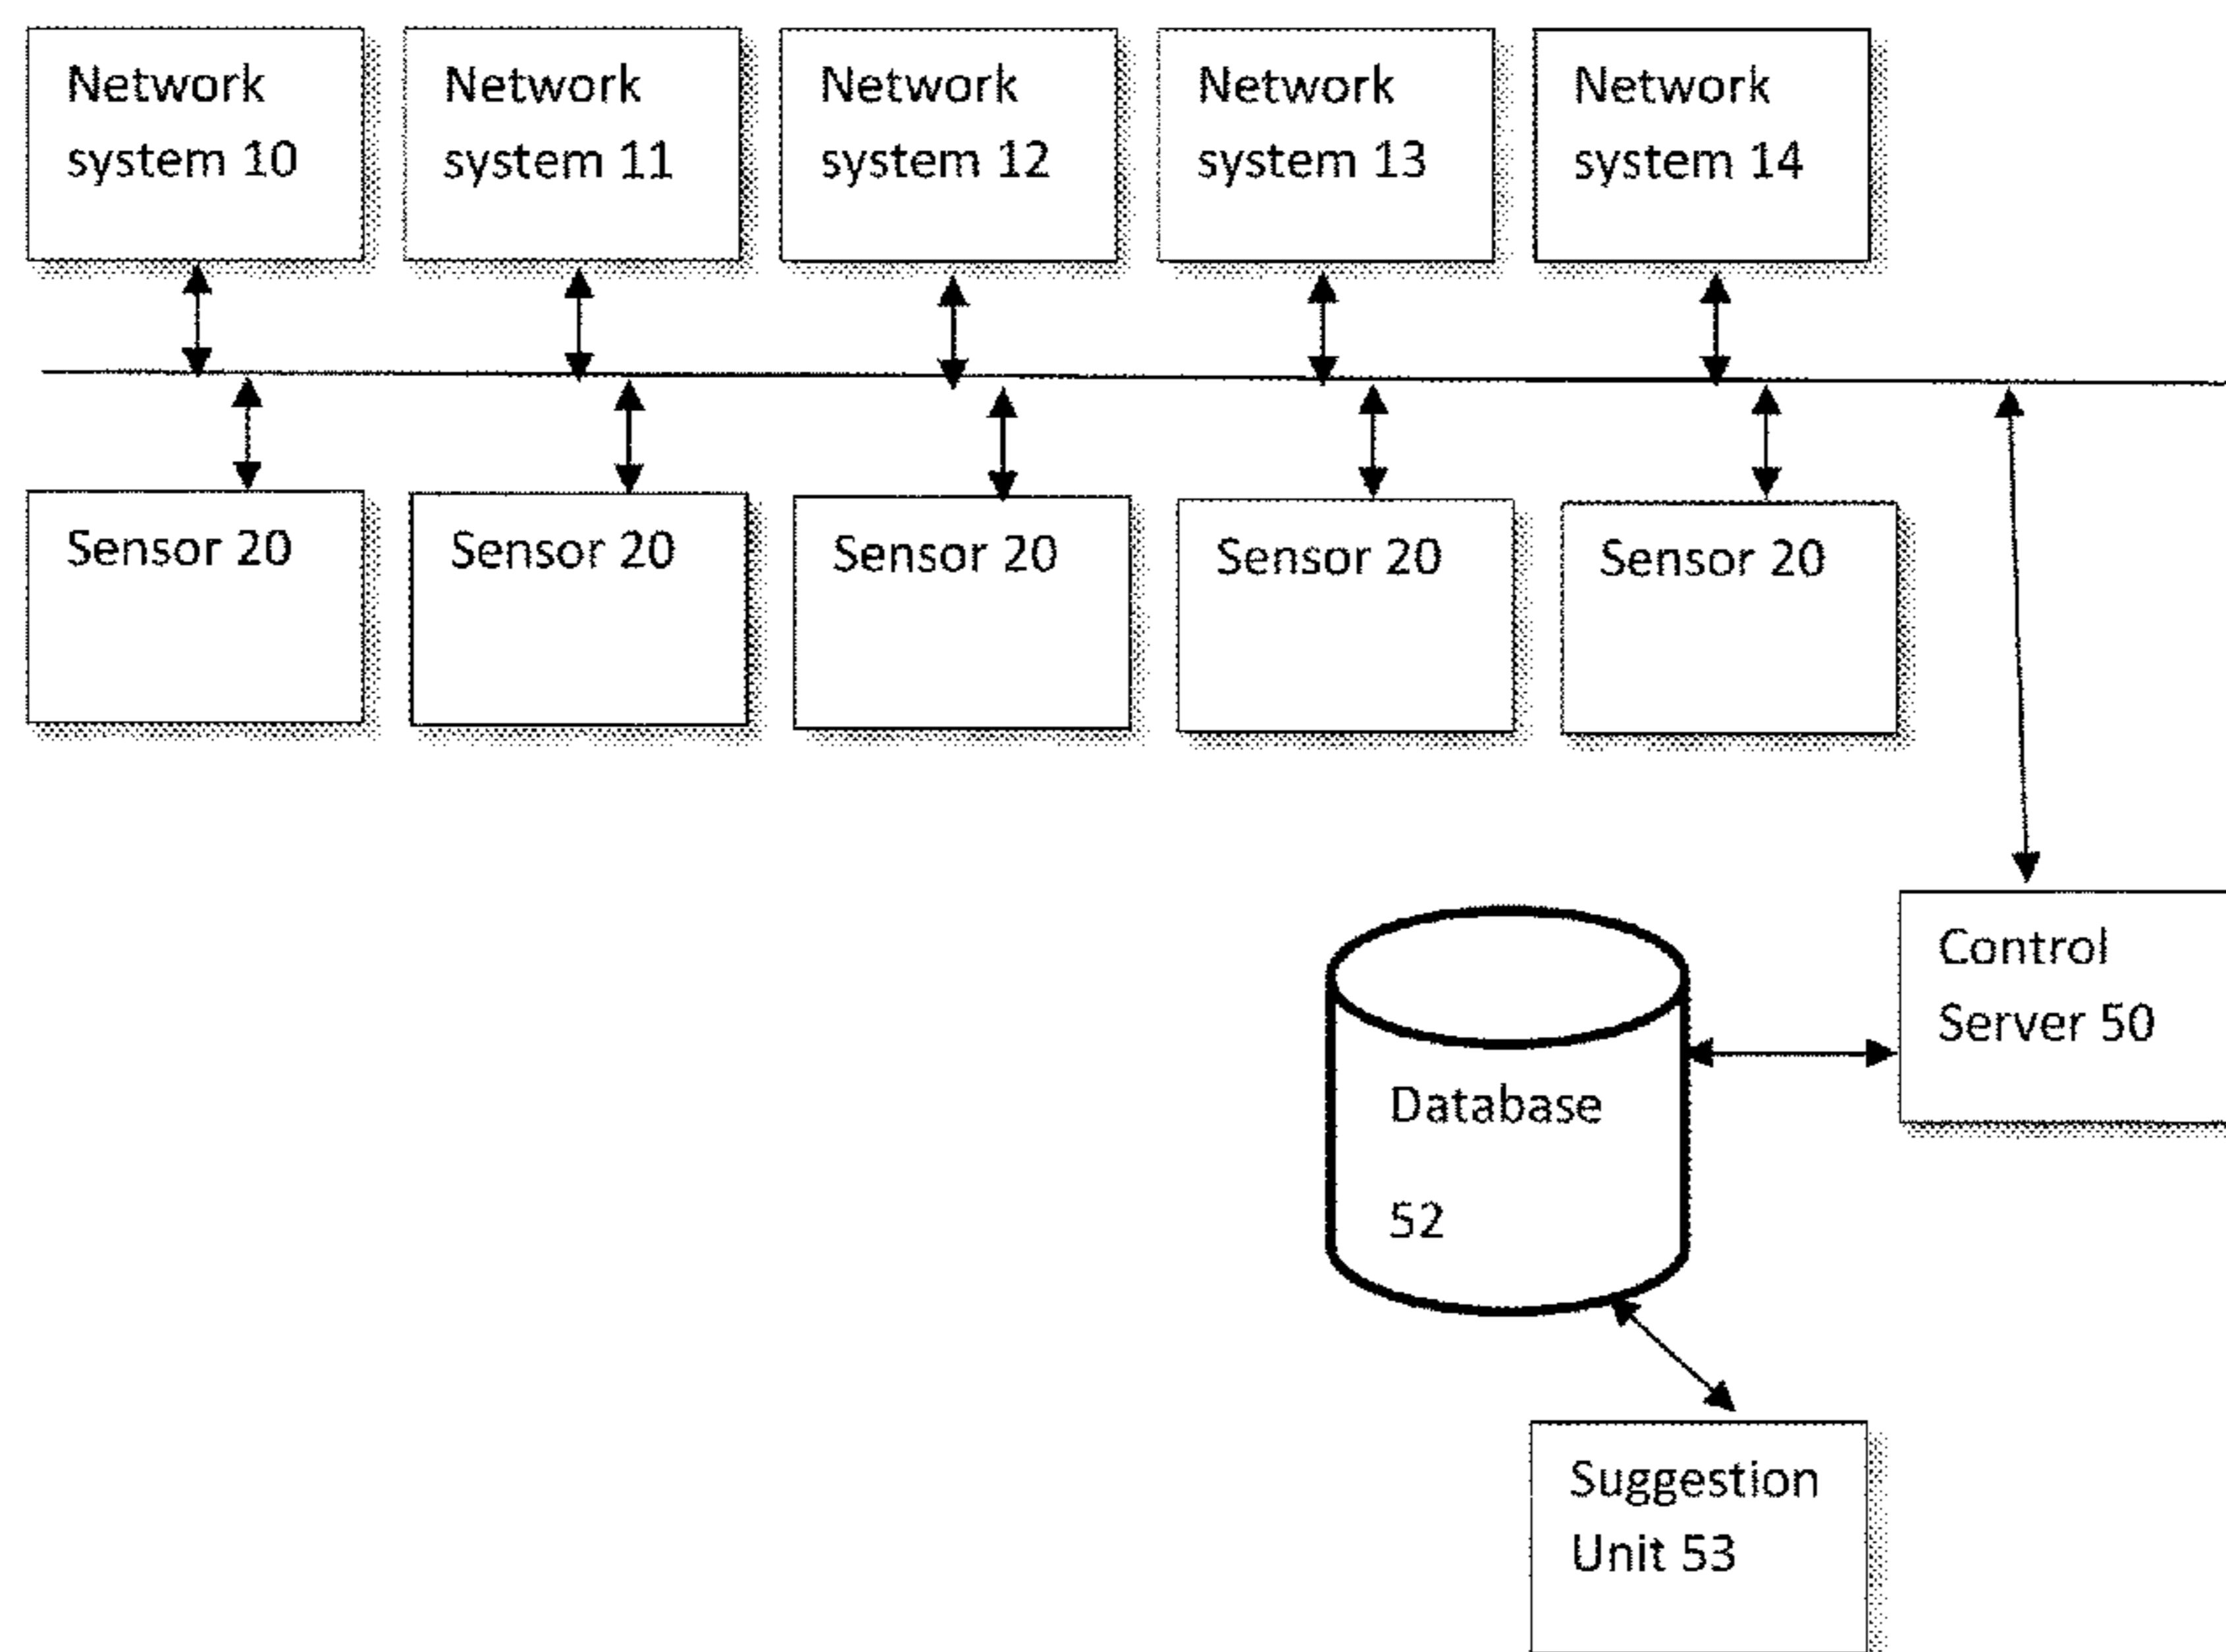 Network
system 10
Network
system 11
Network
system 12
Network
system 13
Network
system 14
Sensor 20
Sensor 20
Sensor 20
Sensor 20
Sensor 20
Control
Server 50
Database
52
Suggestion
Unit 53